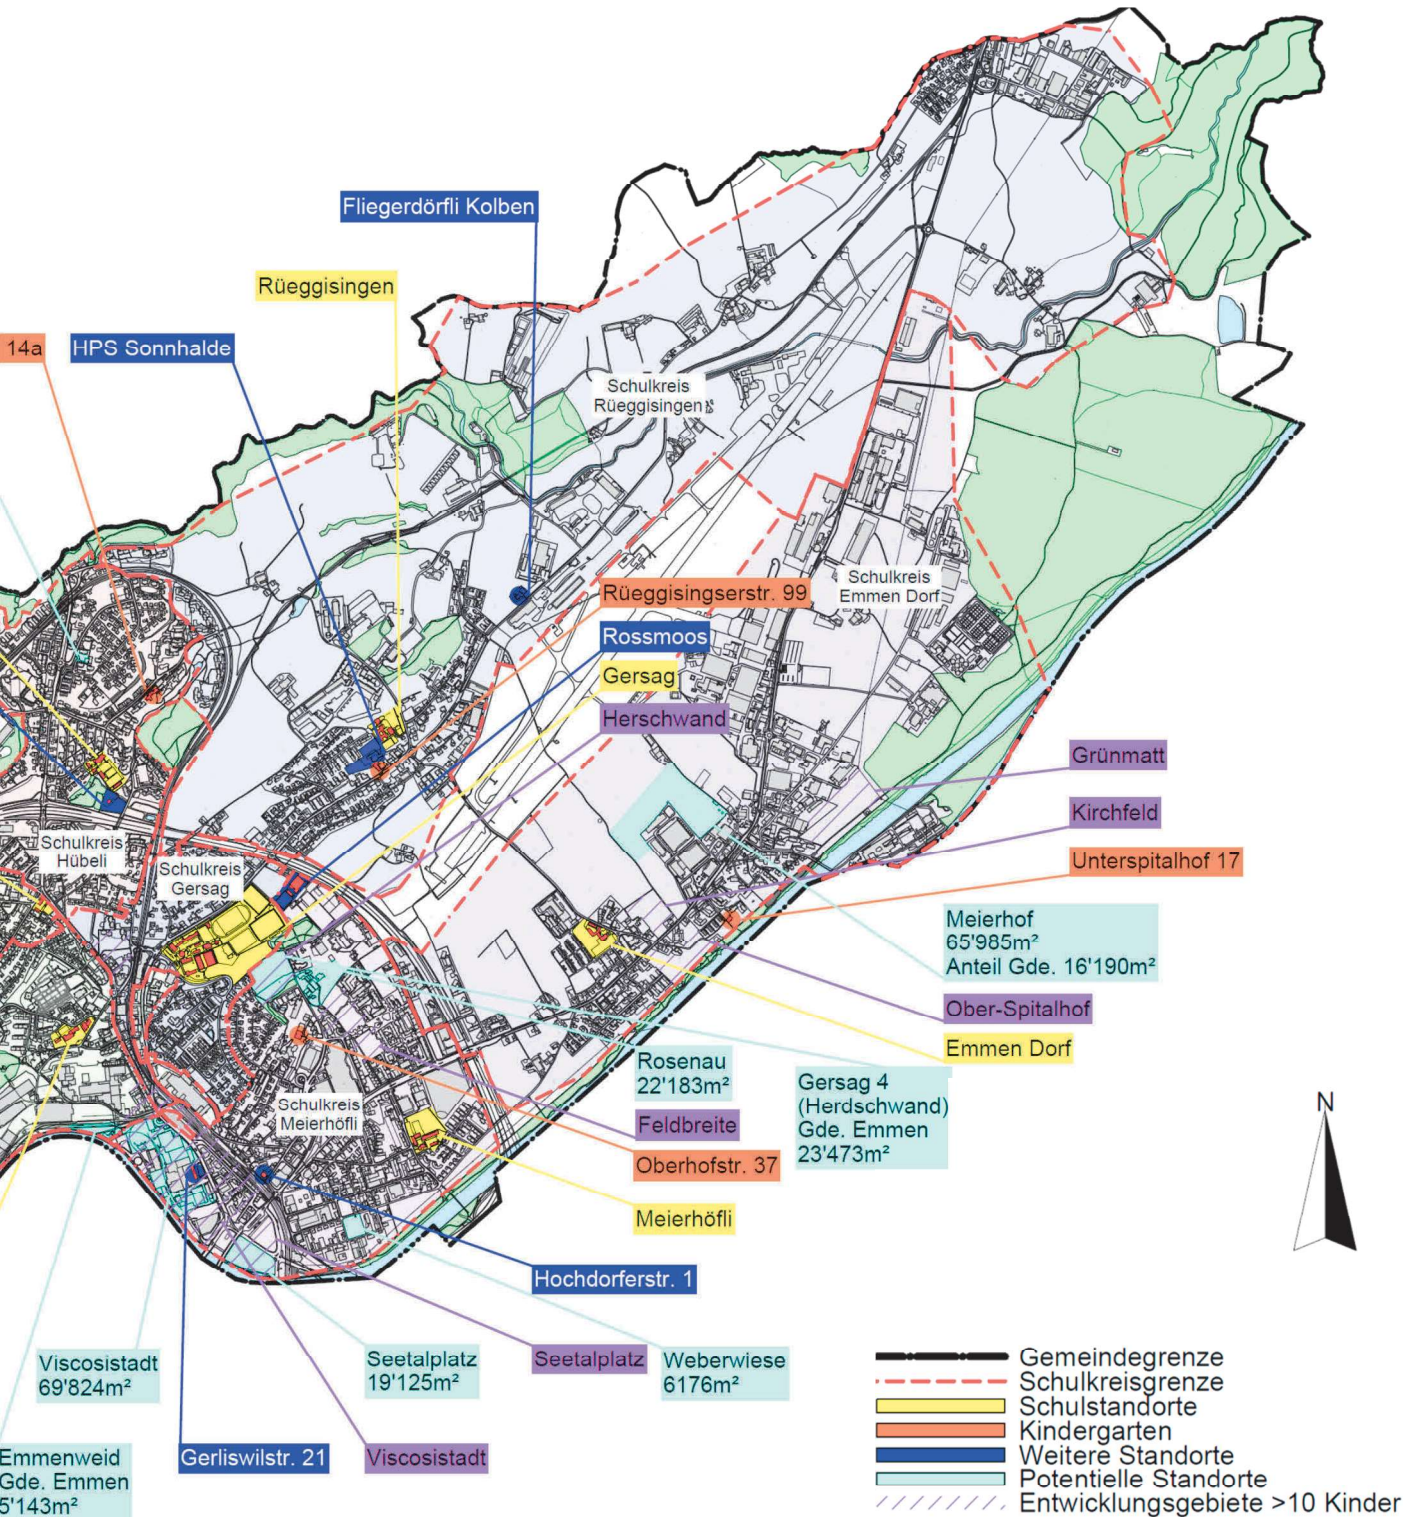 Fliegerdörfli Kolben
Rüeggisingen
14a
HPS Sonnhalde
Schulkreis
Rüeggisingen
Schulkreis
Emmen Dorf
Rüeggisingserstr. 99
Rossmoos
Gersag
Herschwand
Grünmatt
Kirchfeld
Unterspitalhof 17
Schulkreis
Hübeli
Schulkreis
Gersag
Meierhof
65'985m²
Anteil Gde. 16'190m²
Ober-Spitalhof
Emmen Dorf
Rosenau
22'183m²
Gersag 4
(Herdschwand)
Gde. Emmen
23'473m²
Schulkreis
Meierhöfli
Feldbreite
Oberhofstr. 37
Meierhöfli
N
Hochdorferstr. 1
Viscosistadt
69'824m²
Seetalplatz
19'125m²
Seetalplatz
Weberwiese
6176m²
Emmenweid
Gde. Emmen
5'143m²
Gerliswilstr. 21
Viscosistadt
Gemeindegrenze
Schulkreisgrenze
Schulstandorte
Kindergarten
Weitere Standorte
Potentielle Standorte
Entwicklungsgebiete >10 Kinder